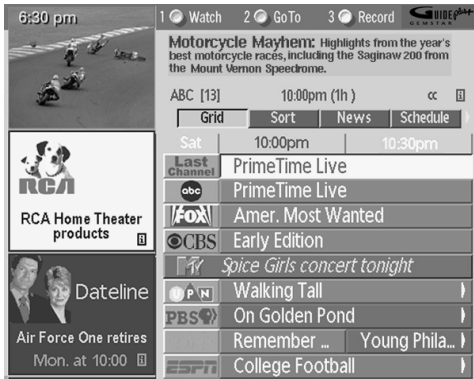 6:30 pm
1 Watch 2 GoTo 3 Record GUIDE plus+
GEMSTAR
Motorcycle Mayhem: Highlights from the year's
best motorcycle races, including the Saginaw 200 from
the Mount Vernon Speedrome.
ABC [13] 10:00pm (1h ) «
Grid Sort News Schedule
Sat 10:00pm 10:30pm
Last Channel PrimeTime Live
abc PrimeTime Live
FOX Amer. Most Wanted
CBS Early Edition
MTV Spice Girls concert tonight
UPN Walking Tall
PBS On Golden Pond
Remember ... Young Phila...
ESPN College Football
RCA
RCA Home Theater
products i
Dateline
Air Force One retires
Mon. at 10:00 i